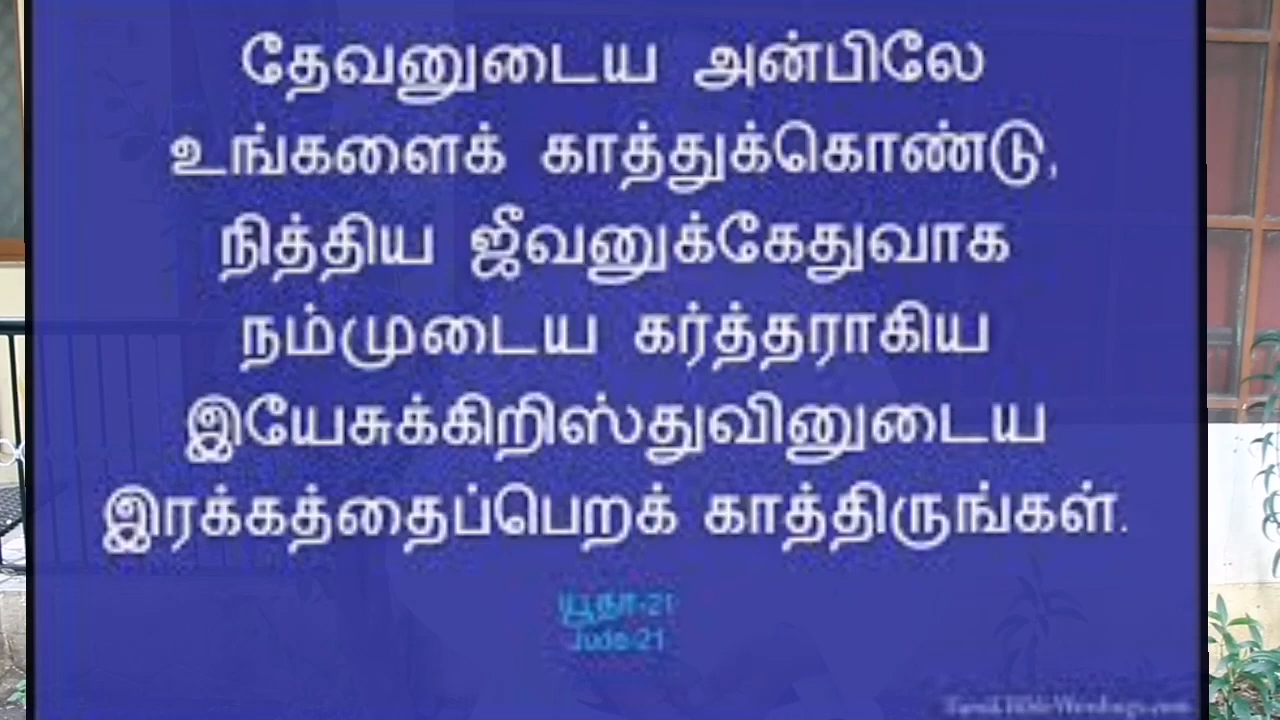 தேவனுடைய அன்பிலே
உங்களைக் காத்துக்கொண்டு,
நித்திய ஜீவனுக்கேதுவாக
நம்முடைய கர்த்தராகிய
இயேசுக்கிறிஸ்துவினுடைய
இரக்கத்தைப்பெறக் காத்திருங்கள்.
யூதா-21
Jude-21